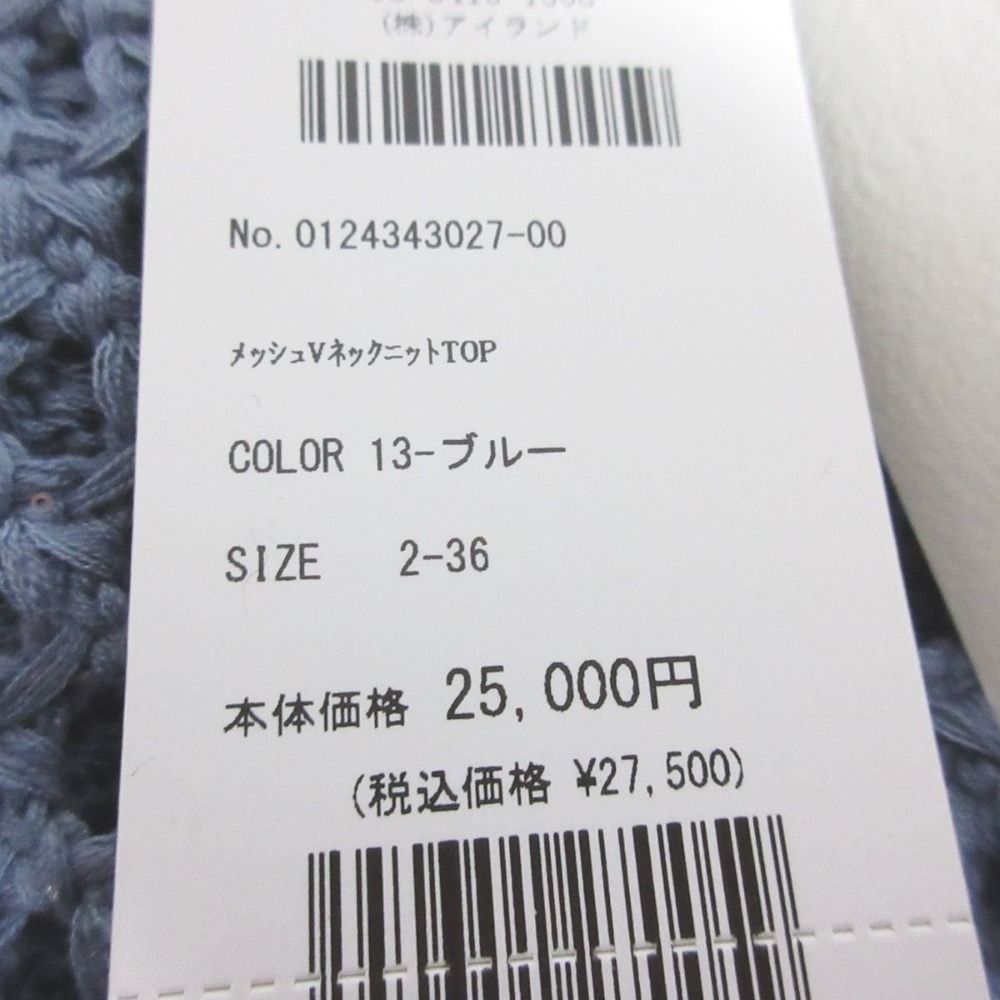 (株)アイランド
No.0124343027-00
メッシュVネックニットTOP
COLOR 13-ブルー
SIZE 2-36
本体価格 25,000円
(税込価格 ¥27,500)